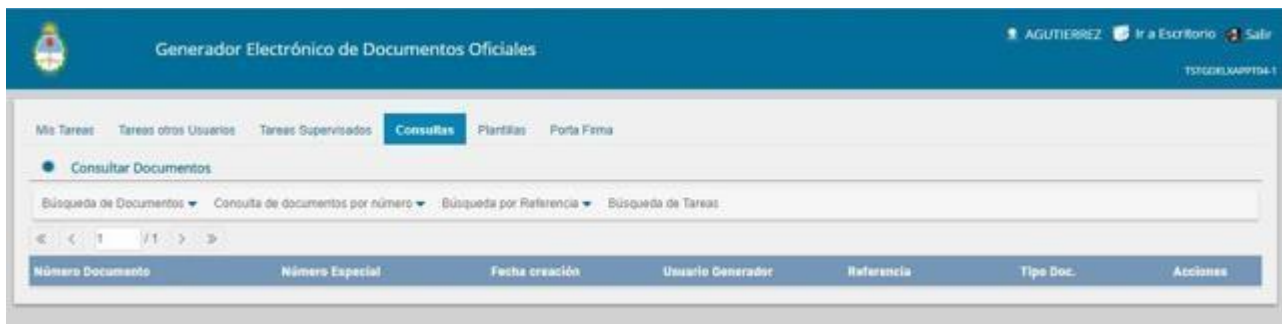 AGUTIERREZ Ir a Escritorio Salir
Generador Electrónico de Documentos Oficiales
Mis Tareas Tareas otros Usuarios Tareas Supervisados Consultas Plantillas Porta Firma
Consultar Documentos
Búsqueda de Documentos Consulta de documentos por número Búsqueda por Referencia Búsqueda de Tareas
1 / 1
Número Documento Número Especial Fecha creación Usuario Generador Referencia Tipo Doc. Acciones